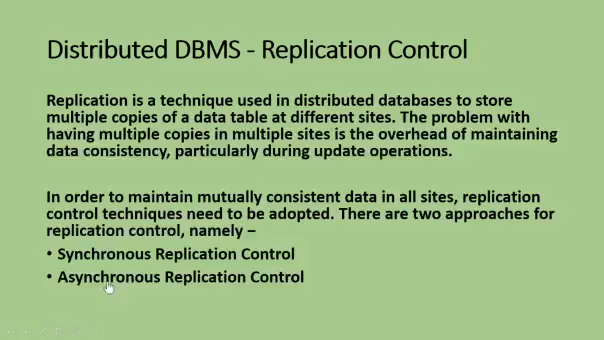 Distributed DBMS - Replication Control
Replication is a technique used in distributed databases to store
multiple copies of a data table at different sites. The problem with
having multiple copies in multiple sites is the overhead of maintaining
data consistency, particularly during update operations.
In order to maintain mutually consistent data in all sites, replication
control techniques need to be adopted. There are two approaches for
replication control, namely –
• Synchronous Replication Control
• Asynchronous Replication Control